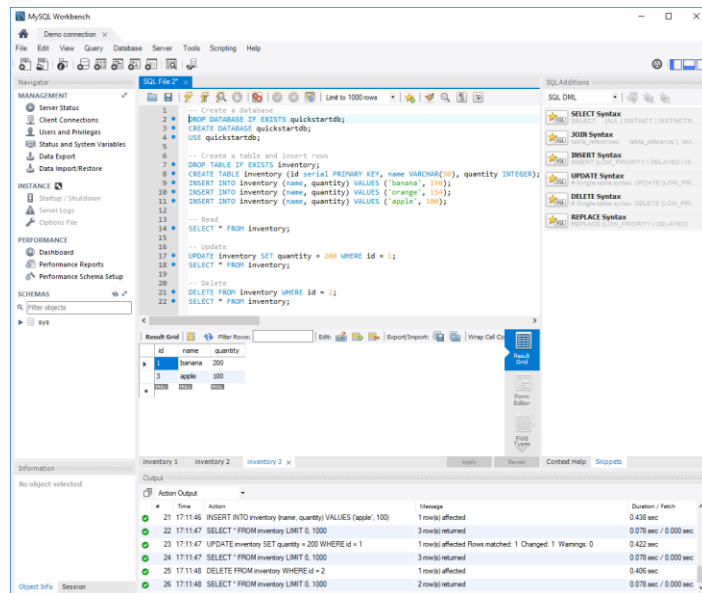 MySQL Workbench
Demo connection
File Edit View Query Database Server Tools Scripting Help
Navigator
MANAGEMENT
Server Status
Client Connections
Users and Privileges
Status and System Variables
Data Export
Data Import/Restore
INSTANCE
Startup / Shutdown
Server Logs
Options File
PERFORMANCE
Dashboard
Performance Reports
Performance Schema Setup
SCHEMAS
Filter objects
sys
Information
No object selected
Object Info Session
SQL File 2*
Limit to 1000 rows
1 -- Create a database
2 DROP DATABASE IF EXISTS quickstartdb;
3 CREATE DATABASE quickstartdb;
4 USE quickstartdb;
5
6 -- Create a table and insert rows
7 DROP TABLE IF EXISTS inventory;
8 CREATE TABLE inventory (id serial PRIMARY KEY, name VARCHAR(50), quantity INTEGER);
9 INSERT INTO inventory (name, quantity) VALUES ('banana', 150);
10 INSERT INTO inventory (name, quantity) VALUES ('orange', 154);
11 INSERT INTO inventory (name, quantity) VALUES ('apple', 100);
12
13 -- Read
14 SELECT * FROM inventory;
15
16 -- Update
17 UPDATE inventory SET quantity = 200 WHERE id = 1;
18 SELECT * FROM inventory;
19
20 -- Delete
21 DELETE FROM inventory WHERE id = 2;
22 SELECT * FROM inventory;
Result Grid Filter Rows: Edit: Export/Import: Wrap Cell Co
id name quantity
1 banana 200
3 apple 100
NULL NULL NULL
Result Grid
Form Editor
Field Types
inventory 1 inventory 2 inventory 3 Apply Revert
SQLAdditions
SQL DML
SELECT Syntax
SELECT [ALL | DISTINCT | DISTINCTR...
JOIN Syntax
table_references: table_reference [, tabl...
INSERT Syntax
INSERT [LOW_PRIORITY | DELAYED | HI...
UPDATE Syntax
# Single-table syntax: UPDATE [LOW_PRI...
DELETE Syntax
# Single-table syntax: DELETE [LOW_PRI...
REPLACE Syntax
REPLACE [LOW_PRIORITY | DELAYED] ...
Context Help Snippets
Output
Action Output
# Time Action Message Duration / Fetch
21 17:11:46 INSERT INTO inventory (name, quantity) VALUES ('apple', 100) 1 row(s) affected 0.438 sec
22 17:11:47 SELECT * FROM inventory LIMIT 0, 1000 3 row(s) returned 0.078 sec / 0.000 sec
23 17:11:47 UPDATE inventory SET quantity = 200 WHERE id = 1 1 row(s) affected Rows matched: 1 Changed: 1 Warnings: 0 0.422 sec
24 17:11:47 SELECT * FROM inventory LIMIT 0, 1000 3 row(s) returned 0.078 sec / 0.000 sec
25 17:11:48 DELETE FROM inventory WHERE id = 2 1 row(s) affected 0.406 sec
26 17:11:48 SELECT * FROM inventory LIMIT 0, 1000 2 row(s) returned 0.078 sec / 0.000 sec